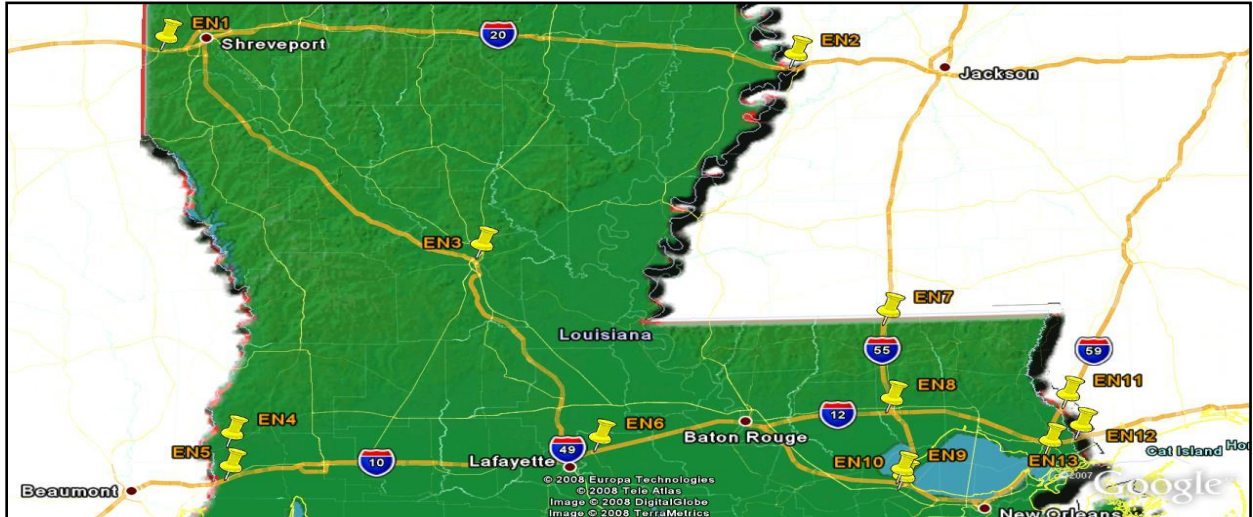 EN1
Shreveport
20
EN2
Jackson
EN3
Louisiana
EN7
55
59
EN11
EN8
EN4
12
EN6
Baton Rouge
EN12
EN5
49
Cat Island
10
Lafayette
EN10
EN9
EN13
Beaumont
© 2008 Europa Technologies
© 2008 Tele Atlas
Image © 2008 DigitalGlobe
Image © 2008 TerraMetrics
©2007 Google
New Orleans